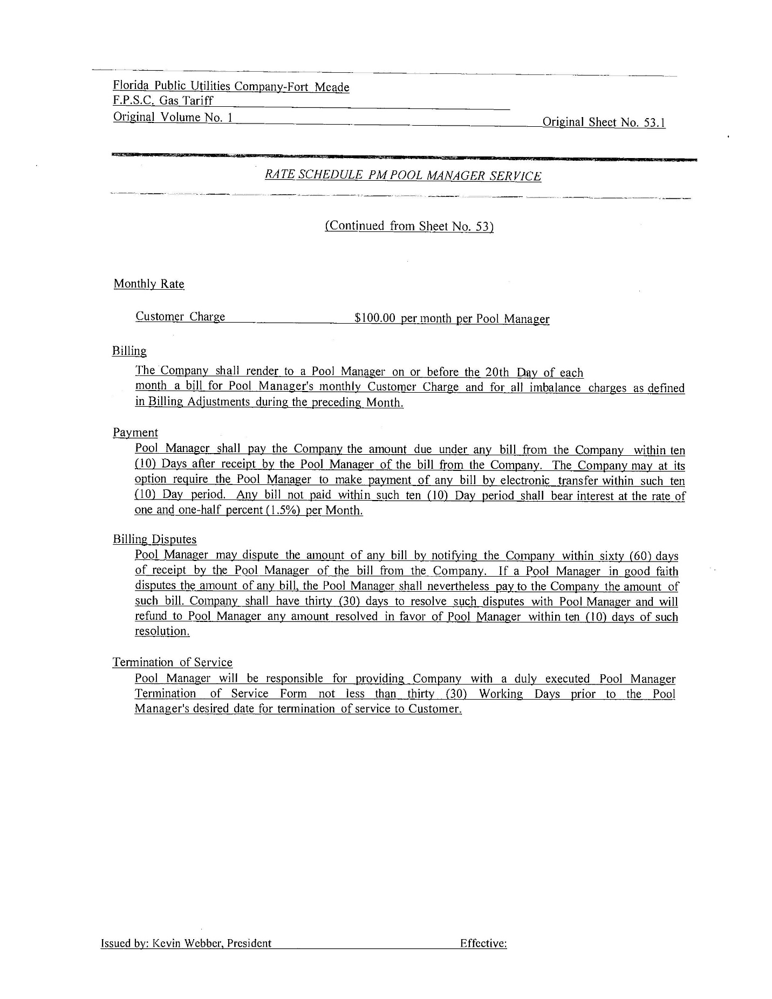 Florida Public Utilities Company-Fort Meade
F.P.S.C. Gas Tariff
Original Volume No. 1 Original Sheet No. 53.1
RATE SCHEDULE PM POOL MANAGER SERVICE
(Continued from Sheet No. 53)
Monthly Rate
Customer Charge $100.00 per month per Pool Manager
Billing
The Company shall render to a Pool Manager on or before the 20th Day of each
month a bill for Pool Manager's monthly Customer Charge and for all imbalance charges as defined
in Billing Adjustments during the preceding Month.
Payment
Pool Manager shall pay the Company the amount due under any bill from the Company within ten
(10) Days after receipt by the Pool Manager of the bill from the Company. The Company may at its
option require the Pool Manager to make payment of any bill by electronic transfer within such ten
(10) Day period. Any bill not paid within such ten (10) Day period shall bear interest at the rate of
one and one-half percent (1.5%) per Month.
Billing Disputes
Pool Manager may dispute the amount of any bill by notifying the Company within sixty (60) days
of receipt by the Pool Manager of the bill from the Company. If a Pool Manager in good faith
disputes the amount of any bill, the Pool Manager shall nevertheless pay to the Company the amount of
such bill. Company shall have thirty (30) days to resolve such disputes with Pool Manager and will
refund to Pool Manager any amount resolved in favor of Pool Manager within ten (10) days of such
resolution.
Termination of Service
Pool Manager will be responsible for providing Company with a duly executed Pool Manager
Termination of Service Form not less than thirty (30) Working Days prior to the Pool
Manager's desired date for termination of service to Customer.
Issued by: Kevin Webber, President Effective: